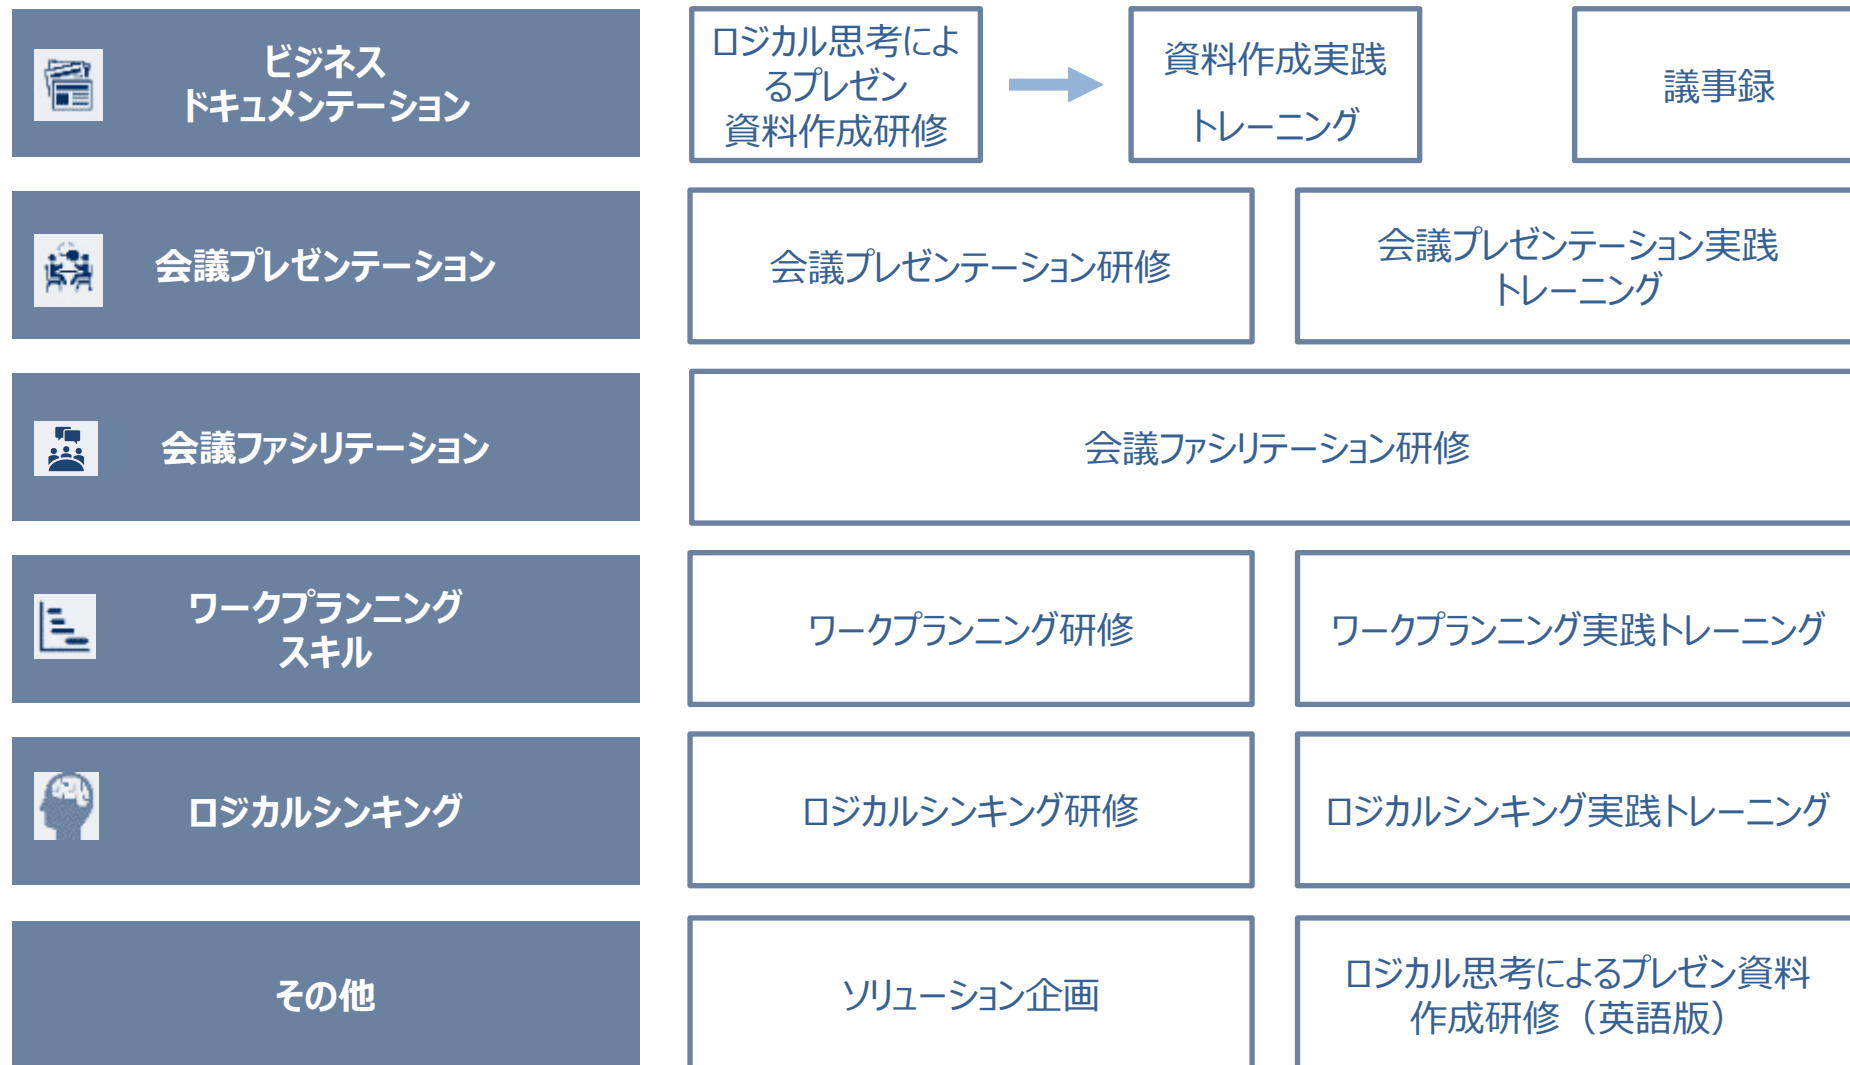 ビジネス
ドキュメンテーション
ロジカル思考によ
るプレゼン
資料作成研修
資料作成実践
トレーニング
議事録
会議プレゼンテーション
会議プレゼンテーション研修
会議プレゼンテーション実践
トレーニング
会議ファシリテーション
会議ファシリテーション研修
ワークプランニング
スキル
ワークプランニング研修
ワークプランニング実践トレーニング
ロジカルシンキング
ロジカルシンキング研修
ロジカルシンキング実践トレーニング
その他
ソリューション企画
ロジカル思考によるプレゼン資料
作成研修（英語版）